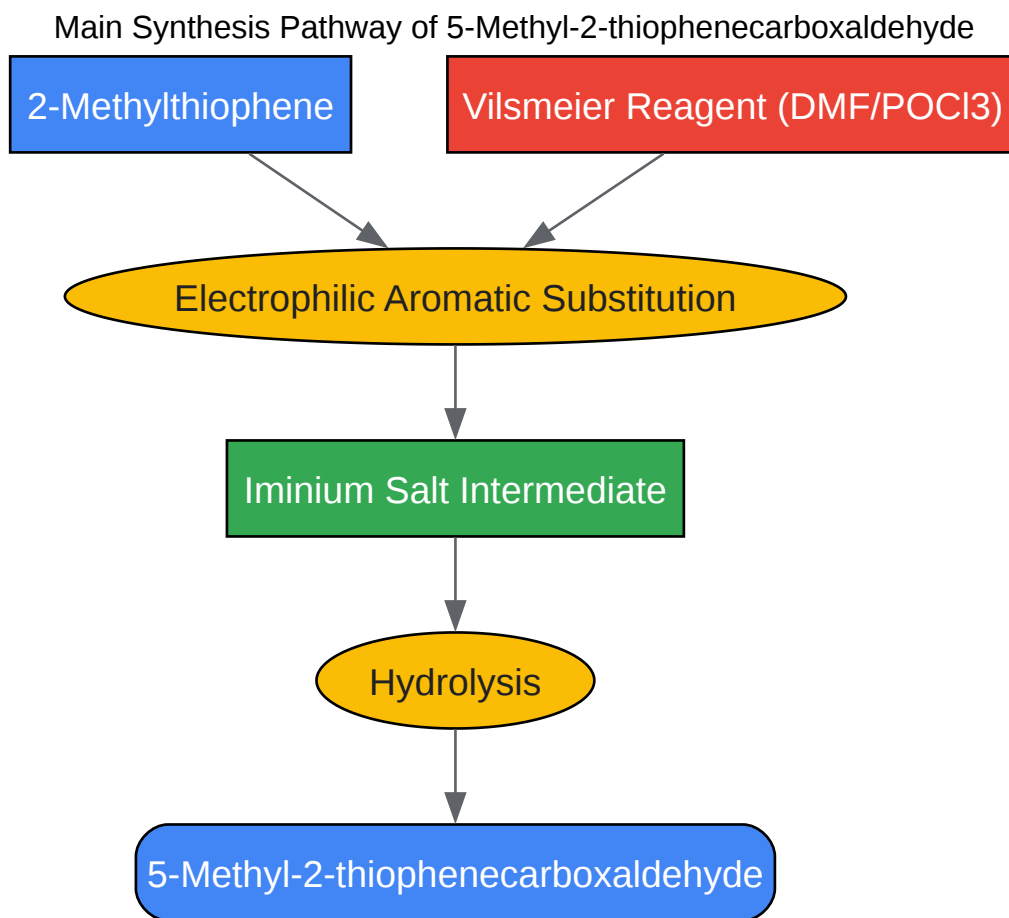 Main Synthesis Pathway of 5-Methyl-2-thiophenecarboxaldehyde
2-Methylthiophene
Vilsmeier Reagent (DMF/POCl3)
Electrophilic Aromatic Substitution
Iminium Salt Intermediate
Hydrolysis
5-Methyl-2-thiophenecarboxaldehyde